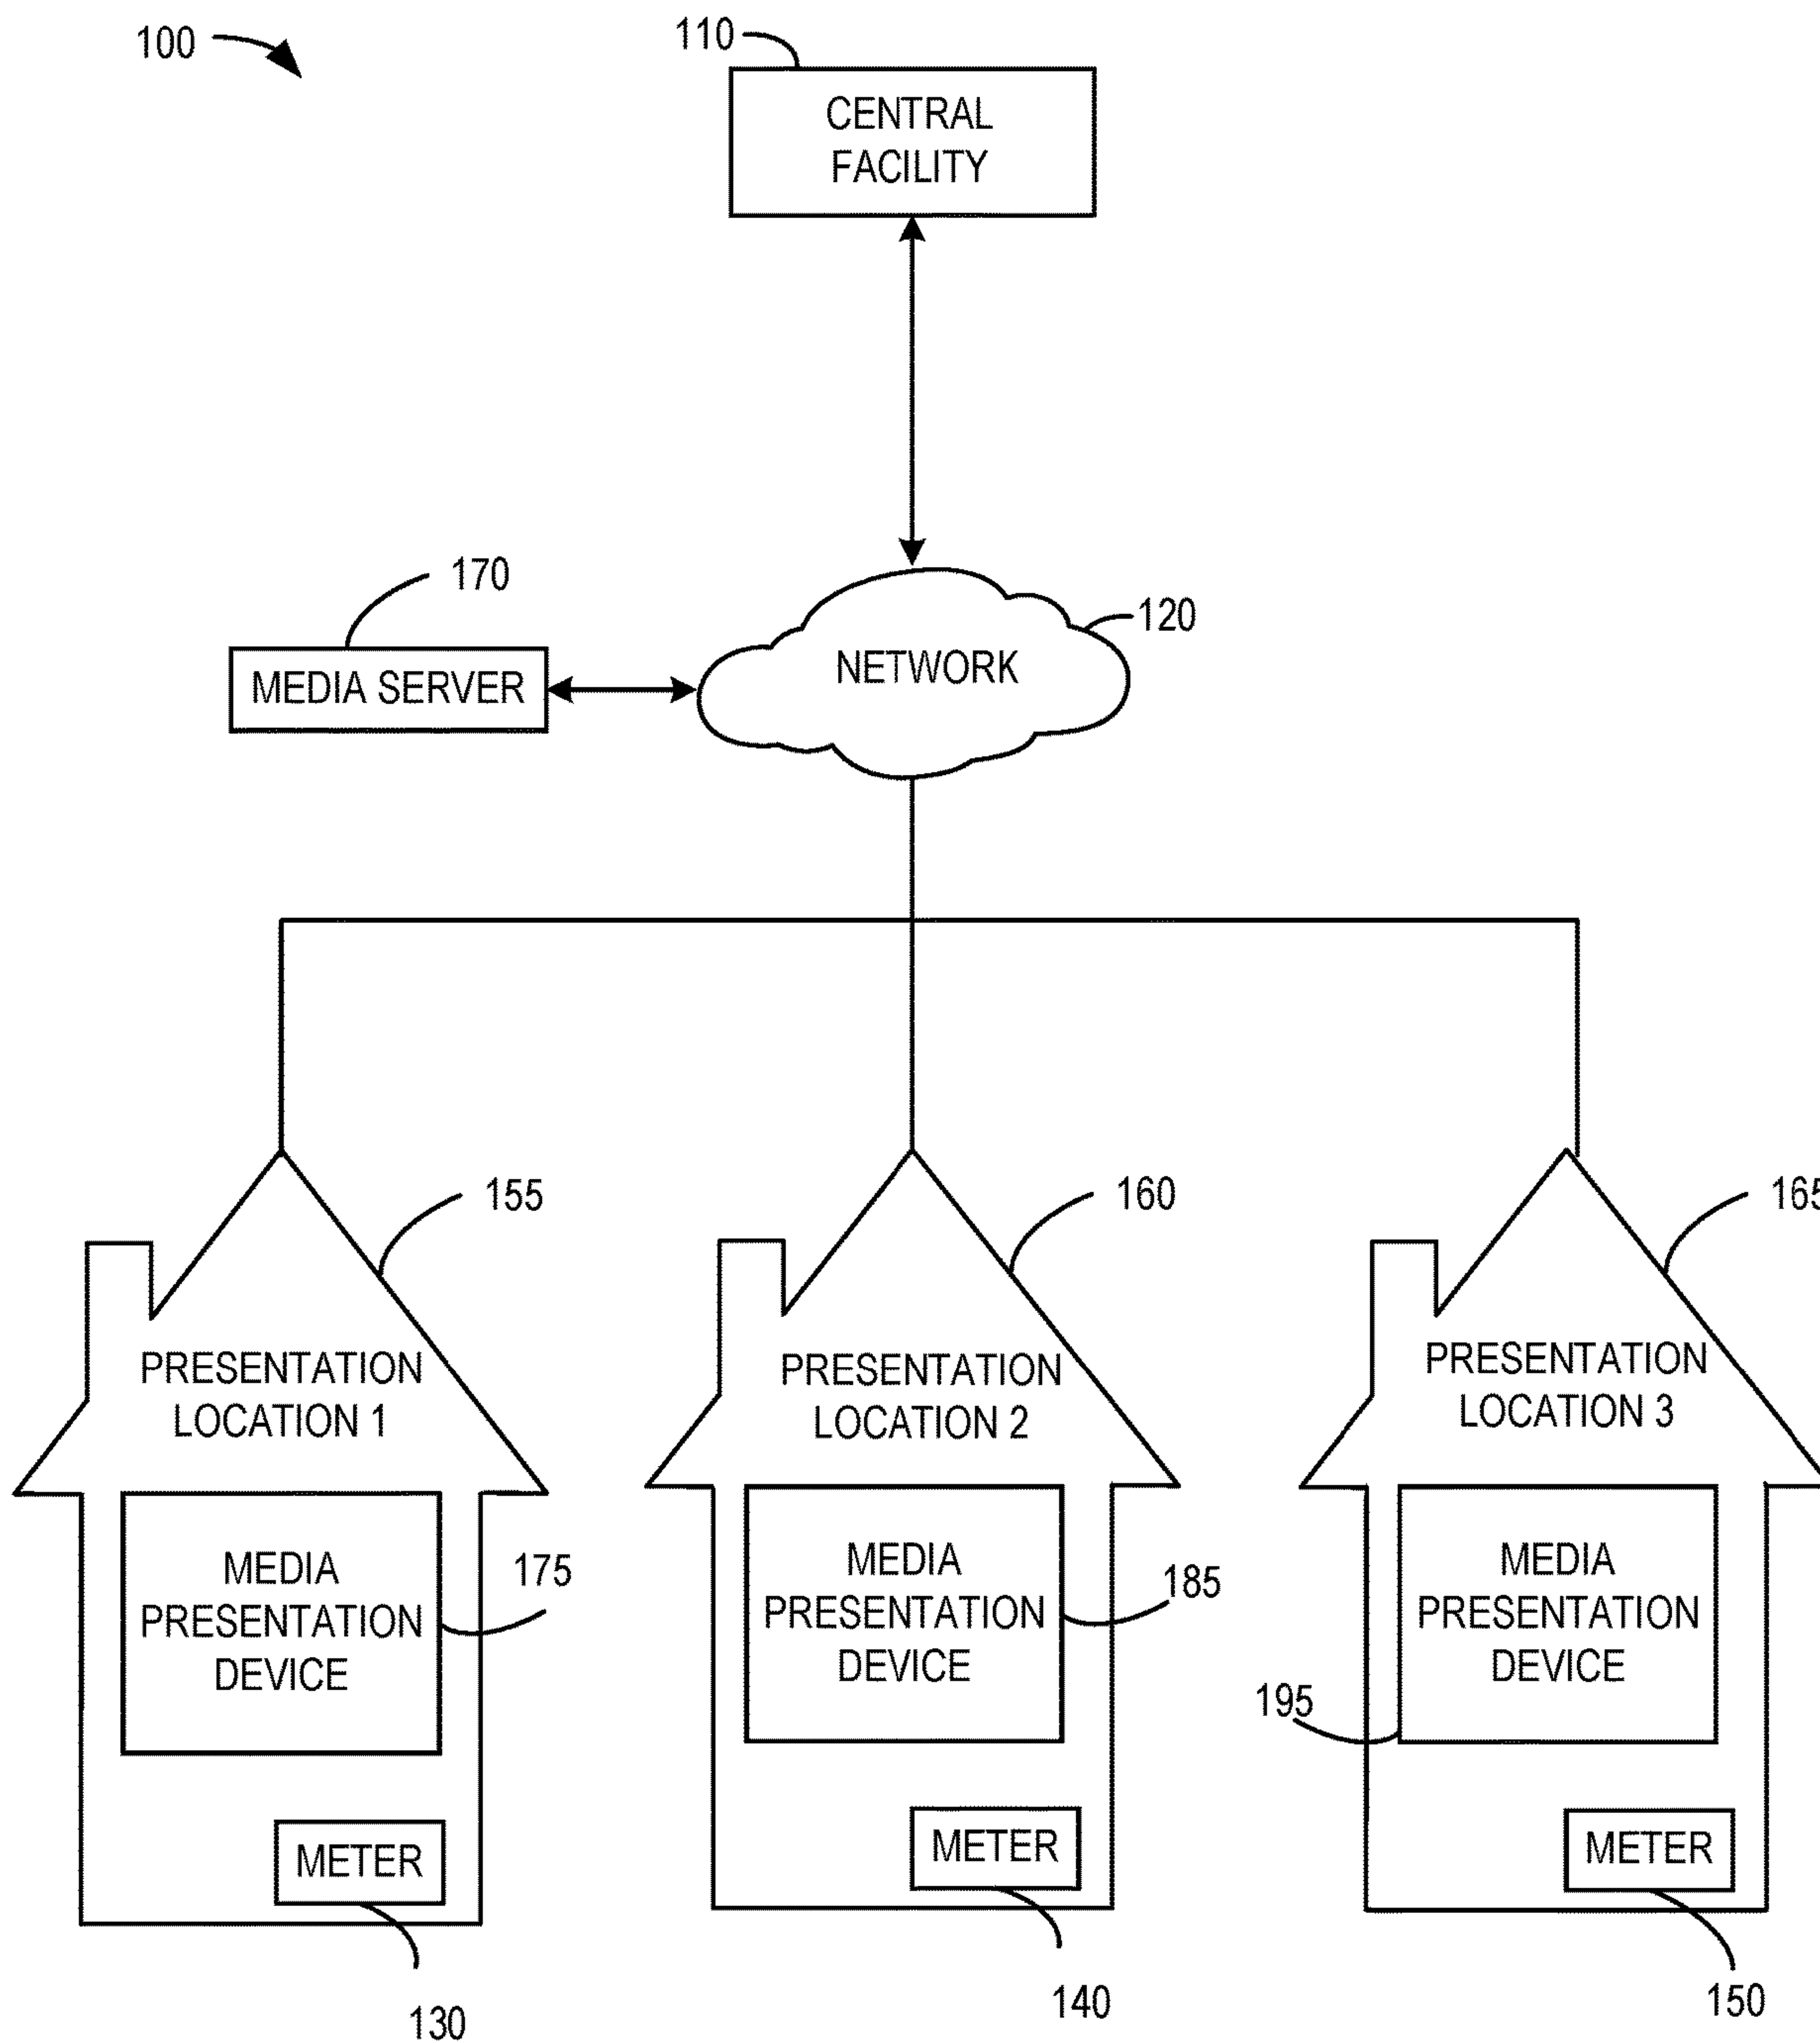 100
110
CENTRAL
FACILITY
170
120
MEDIA SERVER
NETWORK
155
160
165
PRESENTATION
LOCATION 1
PRESENTATION
LOCATION 2
PRESENTATION
LOCATION 3
MEDIA
PRESENTATION
DEVICE
175
MEDIA
PRESENTATION
DEVICE
185
MEDIA
PRESENTATION
DEVICE
195
METER
METER
METER
130
140
150